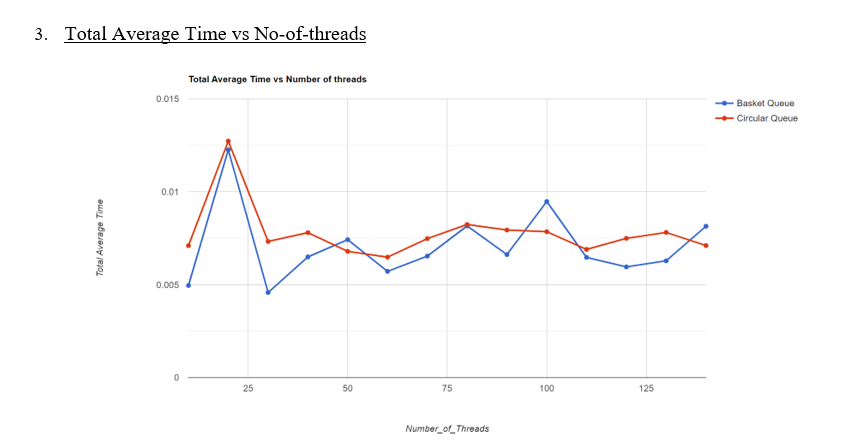 3. Total Average Time vs No-of-threads
Total Average Time vs Number of threads
0.015
Basket Queue
Circular Queue
0.01
Total Average Time
0.005
0
25 50 75 100 125
Number_of_Threads